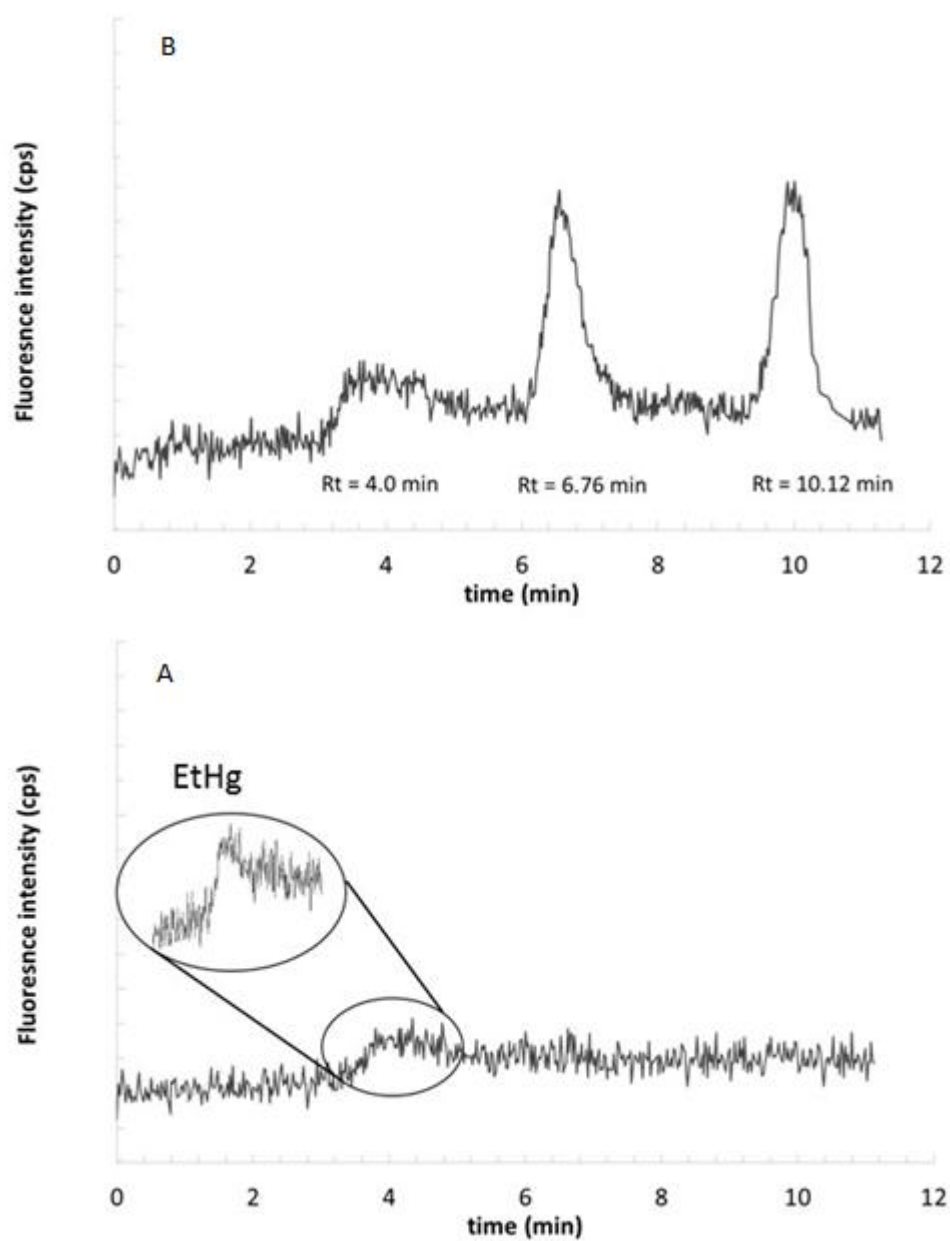 B
Fluoresnce intensity (cps)
Rt = 4.0 min
Rt = 6.76 min
Rt = 10.12 min
0 2 4 6 8 10 12
time (min)
A
EtHg
Fluoresnce intensity (cps)
0 2 4 6 8 10 12
time (min)